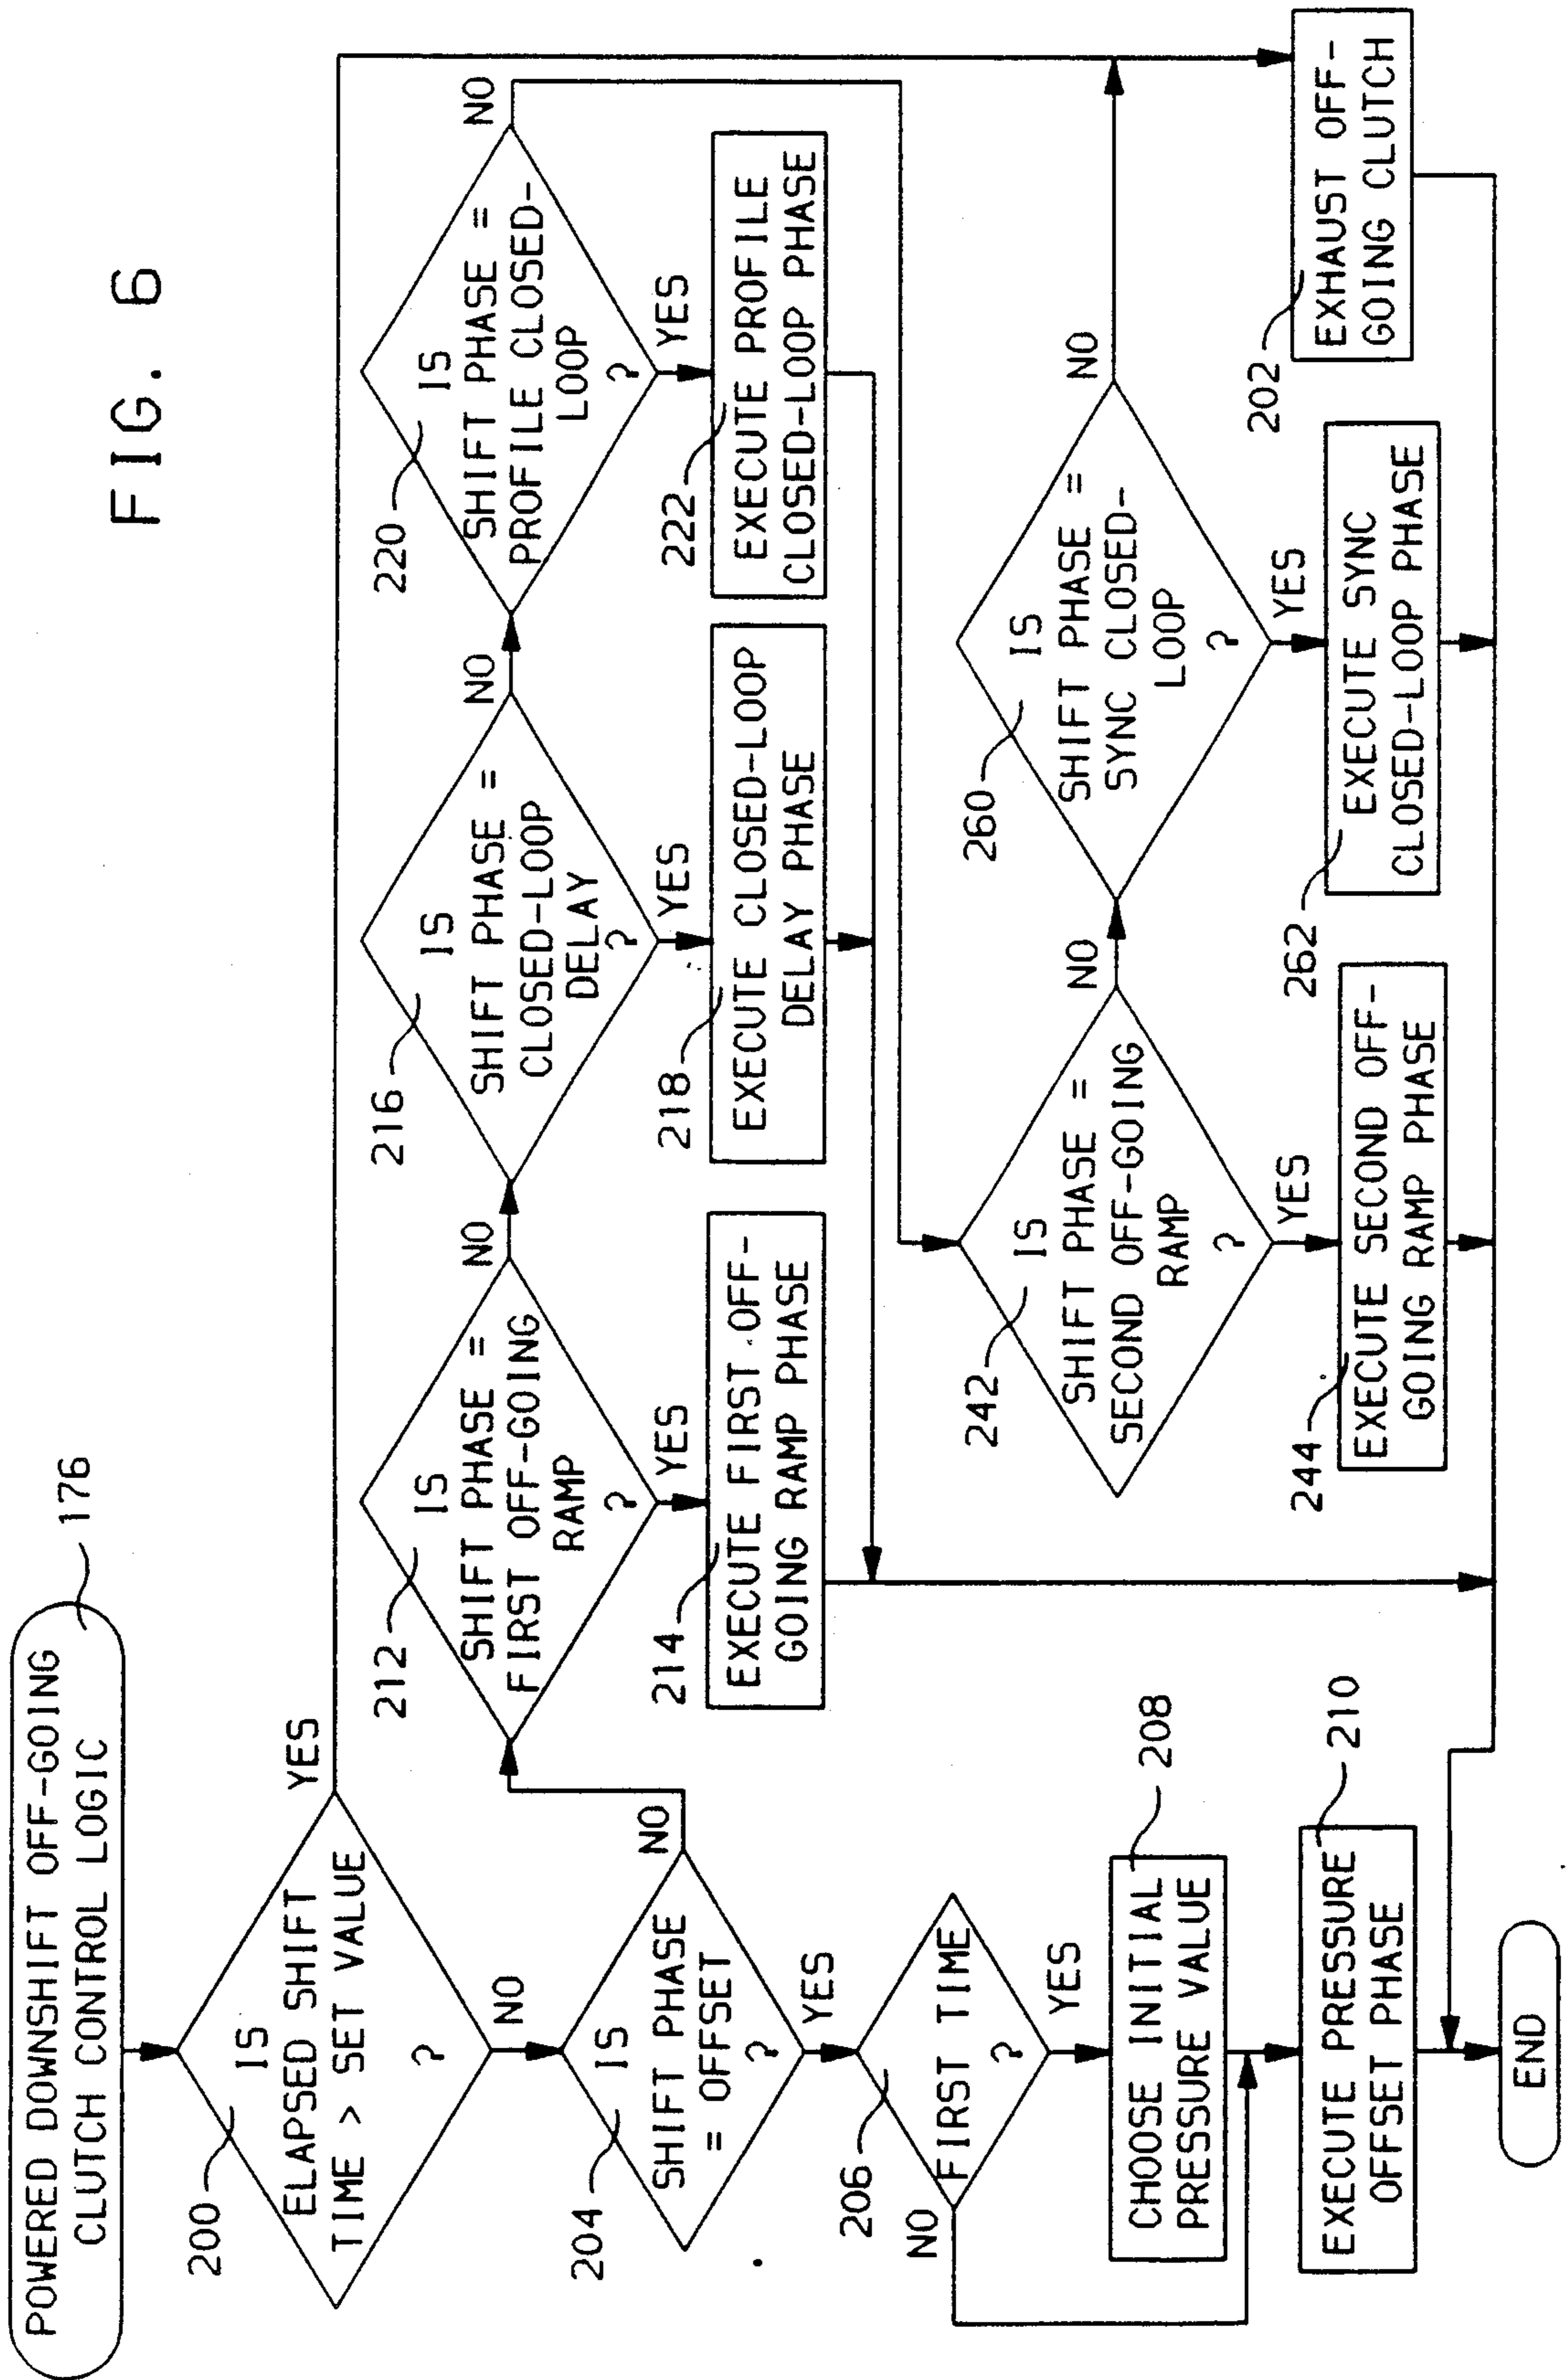 FIG. 6
POWERED DOWNSHIFT OFF-GOING
CLUTCH CONTROL LOGIC
176
200
IS
ELAPSED SHIFT
TIME > SET VALUE
?
YES
NO
204
IS
SHIFT PHASE
= OFFSET
?
NO
YES
206
FIRST TIME
?
NO
YES
208
CHOOSE INITIAL
PRESSURE VALUE
210
EXECUTE PRESSURE
OFFSET PHASE
END
212
IS
SHIFT PHASE =
FIRST OFF-GOING
RAMP
?
NO
YES
214
EXECUTE FIRST OFF-
GOING RAMP PHASE
216
IS
SHIFT PHASE =
CLOSED-LOOP
DELAY
?
NO
YES
218
EXECUTE CLOSED-LOOP
DELAY PHASE
220
IS
SHIFT PHASE =
PROFILE CLOSED-
LOOP
?
NO
YES
222
EXECUTE PROFILE
CLOSED-LOOP PHASE
242
IS
SHIFT PHASE =
SECOND OFF-GOING
RAMP
?
NO
YES
244
EXECUTE SECOND OFF-
GOING RAMP PHASE
260
IS
SHIFT PHASE =
SYNC CLOSED-
LOOP
?
NO
YES
262
EXECUTE SYNC
CLOSED-LOOP PHASE
202
EXHAUST OFF-
GOING CLUTCH